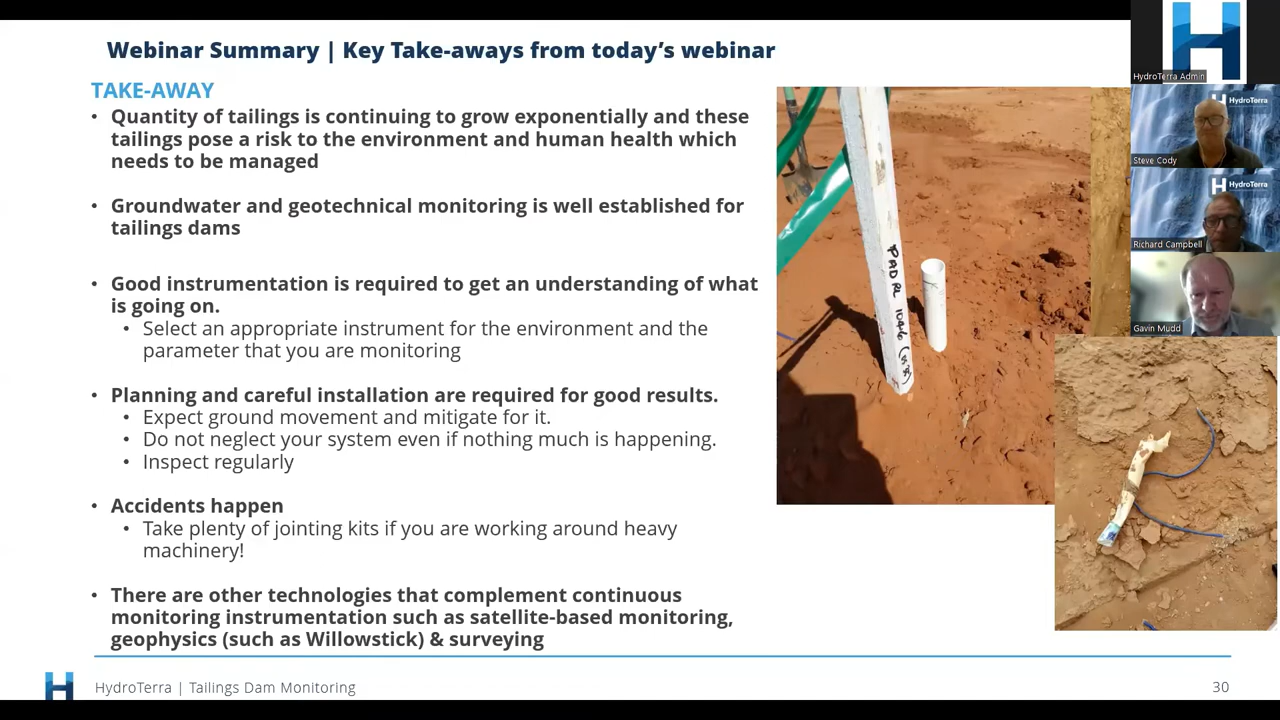 Webinar Summary | Key Take-aways from today's webinar
TAKE-AWAY
• Quantity of tailings is continuing to grow exponentially and these
tailings pose a risk to the environment and human health which
needs to be managed
• Groundwater and geotechnical monitoring is well established for
tailings dams
• Good instrumentation is required to get an understanding of what
is going on.
• Select an appropriate instrument for the environment and the
parameter that you are monitoring
• Planning and careful installation are required for good results.
• Expect ground movement and mitigate for it.
• Do not neglect your system even if nothing much is happening.
• Inspect regularly
• Accidents happen
• Take plenty of jointing kits if you are working around heavy
machinery!
• There are other technologies that complement continuous
monitoring instrumentation such as satellite-based monitoring,
geophysics (such as Willowstick) & surveying
PAD RL
HydroTerra Admin
HydroTerra
Steve Cody
HydroTerra
Richard Campbell
Gavin Mudd
HydroTerra | Tailings Dam Monitoring
30